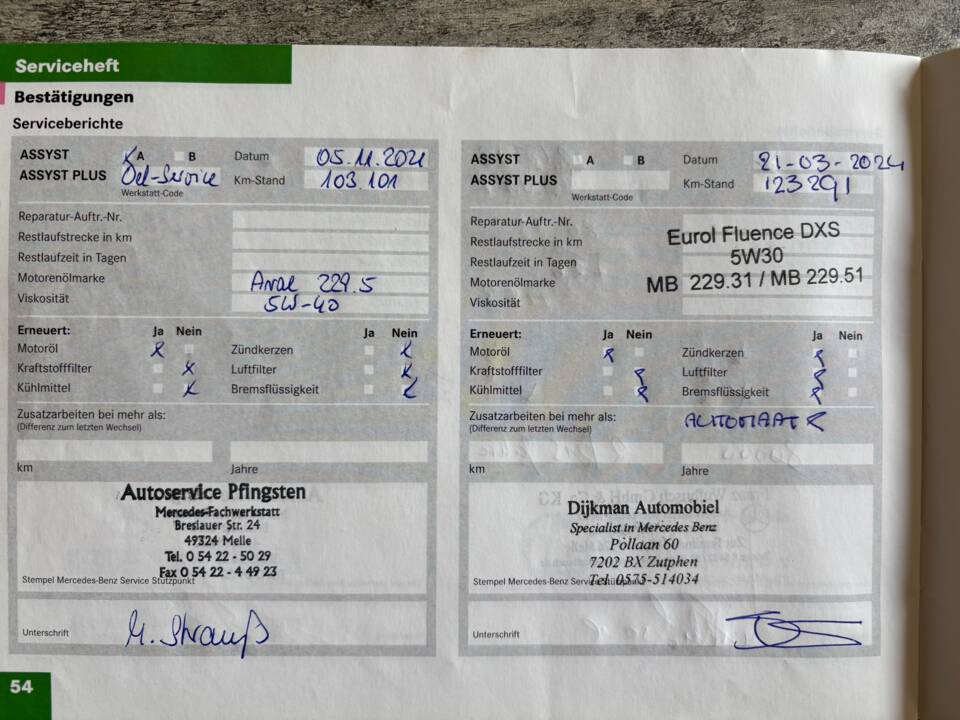 Serviceheft
Bestätigungen
Serviceberichte
ASSYST A B Datum 05.11.2021
ASSYST PLUS Oel-Service Km-Stand 103 101
Werkstatt-Code
Reparatur-Auftr.-Nr.
Restlaufstrecke in km
Restlaufzeit in Tagen
Motorenölmarke Aral 229.5
Viskosität 5W-40
Erneuert: Ja Nein Ja Nein
Motoröl x Zündkerzen x
Kraftstofffilter x Luftfilter x
Kühlmittel x Bremsflüssigkeit x
Zusatzarbeiten bei mehr als:
(Differenz zum letzten Wechsel)
km Jahre
Autoservice Pfingsten
Mercedes-Fachwerkstatt
Breslauer Str. 24
49324 Melle
Tel. 0 54 22 - 50 29
Fax 0 54 22 - 4 49 23
Stempel Mercedes-Benz Service Stützpunkt
Unterschrift M. Strauß
54
ASSYST A B Datum 21-03-2024
ASSYST PLUS Km-Stand 123291
Werkstatt-Code
Reparatur-Auftr.-Nr.
Restlaufstrecke in km Eurol Fluence DXS
Restlaufzeit in Tagen 5W30
Motorenölmarke MB 229.31 / MB 229.51
Viskosität
Erneuert: Ja Nein Ja Nein
Motoröl Zündkerzen
Kraftstofffilter Luftfilter
Kühlmittel Bremsflüssigkeit
Zusatzarbeiten bei mehr als: AUTOMAAT
(Differenz zum letzten Wechsel)
km Jahre
Dijkman Automobiel
Specialist in Mercedes Benz
Pollaan 60
7202 BX Zutphen
Tel. 0575-514034
Stempel Mercedes-Benz Service Stützpunkt
Unterschrift